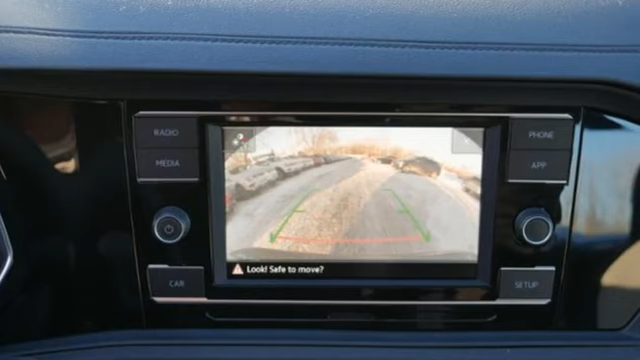 RADIO
MEDIA
CAR
Look! Safe to move?
PHONE
APP
SETUP